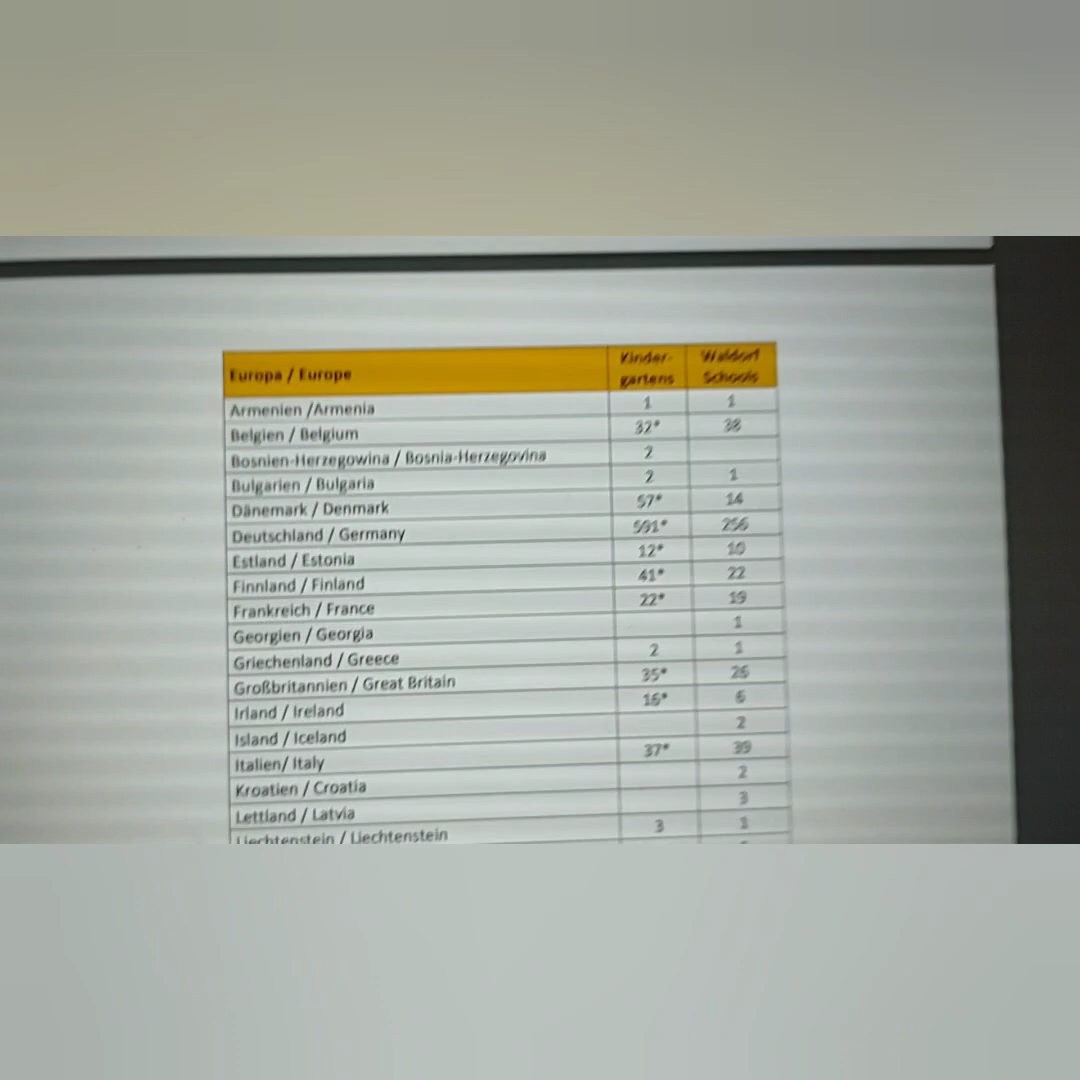 Europa / Europe Kinder-gartens Waldorf Schools
Armenien /Armenia 1 1
Belgien / Belgium 32* 38
Bosnien-Herzegowina / Bosnia-Herzegovina 2
Bulgarien / Bulgaria 2 1
Dänemark / Denmark 57* 14
Deutschland / Germany 591* 256
Estland / Estonia 12* 10
Finnland / Finland 41* 22
Frankreich / France 22* 19
Georgien / Georgia 1
Griechenland / Greece 2 1
Großbritannien / Great Britain 35* 26
Irland / Ireland 16* 6
Island / Iceland 2
Italien/ Italy 37* 39
Kroatien / Croatia 2
Lettland / Latvia 3
Liechtenstein / Liechtenstein 3 1